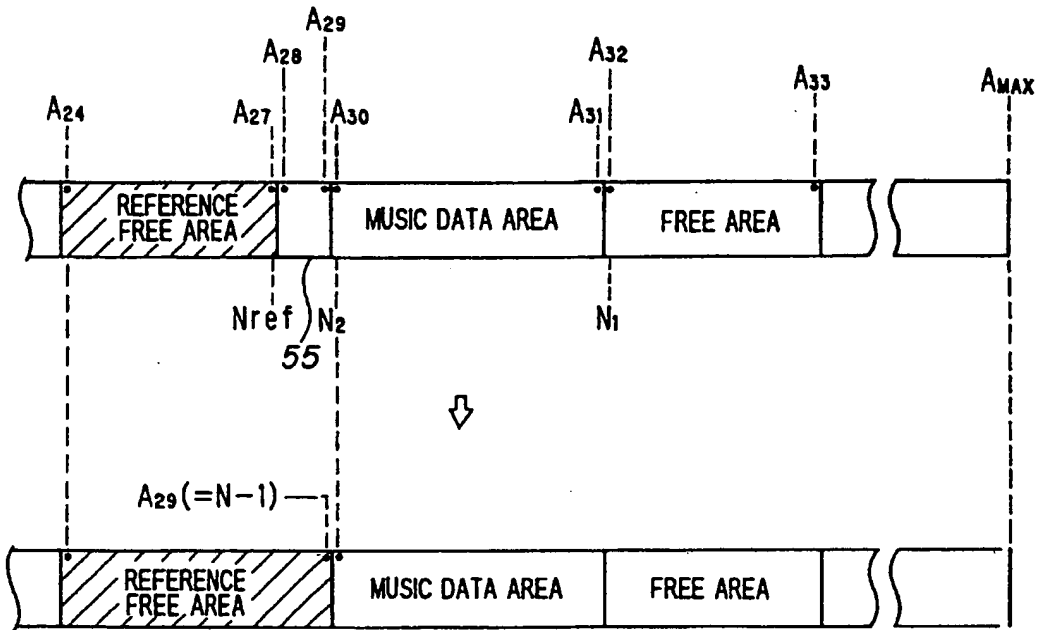 A29
A28
A32
A24
A27
A30
A31
A33
AMAX
REFERENCE
FREE AREA
MUSIC DATA AREA
FREE AREA
Nref
N2
N1
55
A29(=N-1)
REFERENCE
FREE AREA
MUSIC DATA AREA
FREE AREA